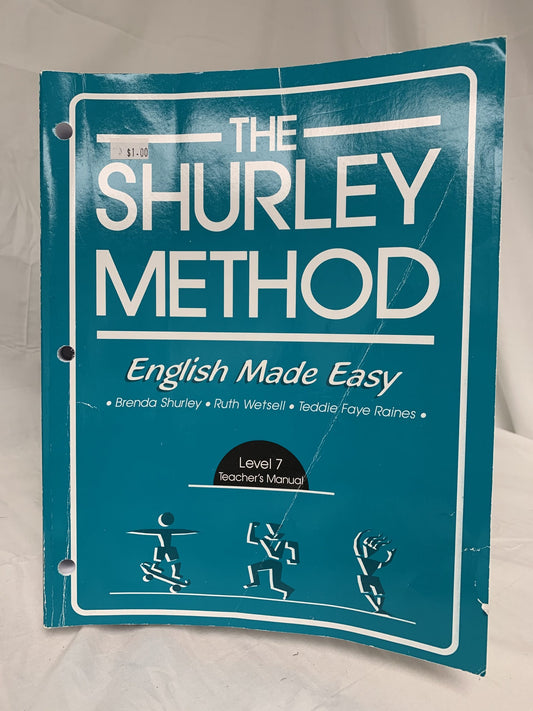 THE
$1.00
SHURLEY
METHOD
English Made Easy
• Brenda Shurley • Ruth Wetsell • Teddie Faye Raines •
Level 7
Teacher's Manual